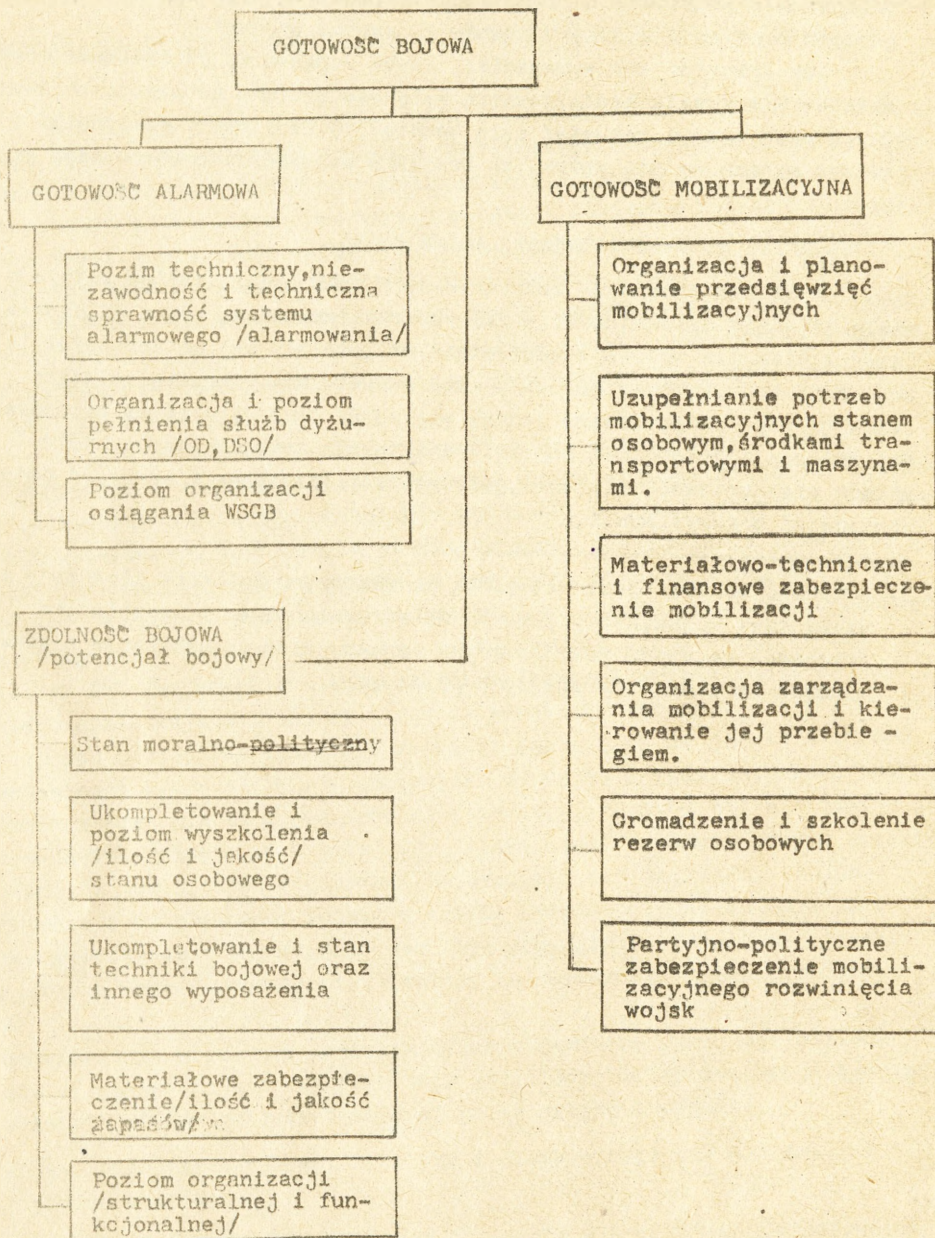 GOTOWOŚĆ BOJOWA
GOTOWOŚĆ ALARMOWA
Pozim techniczny,nie-
zawodność i techniczna
sprawność systemu
alarmowego /alarmowania/
Organizacja i poziom
pełnienia służb dyżu-
rnych /OD,DSO/
Poziom organizacji
osiągania WSGB
ZDOLNOŚĆ BOJOWA
/potencjał bojowy/
Stan moralno-polityczny
Ukompletowanie i
poziom wyszkolenia
/ilość i jakość/
stanu osobowego
Ukompletowanie i stan
techniki bojowej oraz
innego wyposażenia
Materiałowe zabezpie-
czenie/ilość i jakość
zapasów/
Poziom organizacji
/strukturalnej i fun-
kcjonalnej/
GOTOWOŚĆ MOBILIZACYJNA
Organizacja i plano-
wanie przedsięwzięć
mobilizacyjnych
Uzupełnianie potrzeb
mobilizacyjnych stanem
osobowym,środkami tra-
nsportowymi i maszyna-
mi.
Materiałowo-techniczne
i finansowe zabezpiecze-
nie mobilizacji
Organizacja zarządza-
nia mobilizacji i kie-
rowanie jej przebie -
giem.
Gromadzenie i szkolenie
rezerw osobowych
Partyjno-polityczne
zabezpieczenie mobili-
zacyjnego rozwinięcia
wojsk